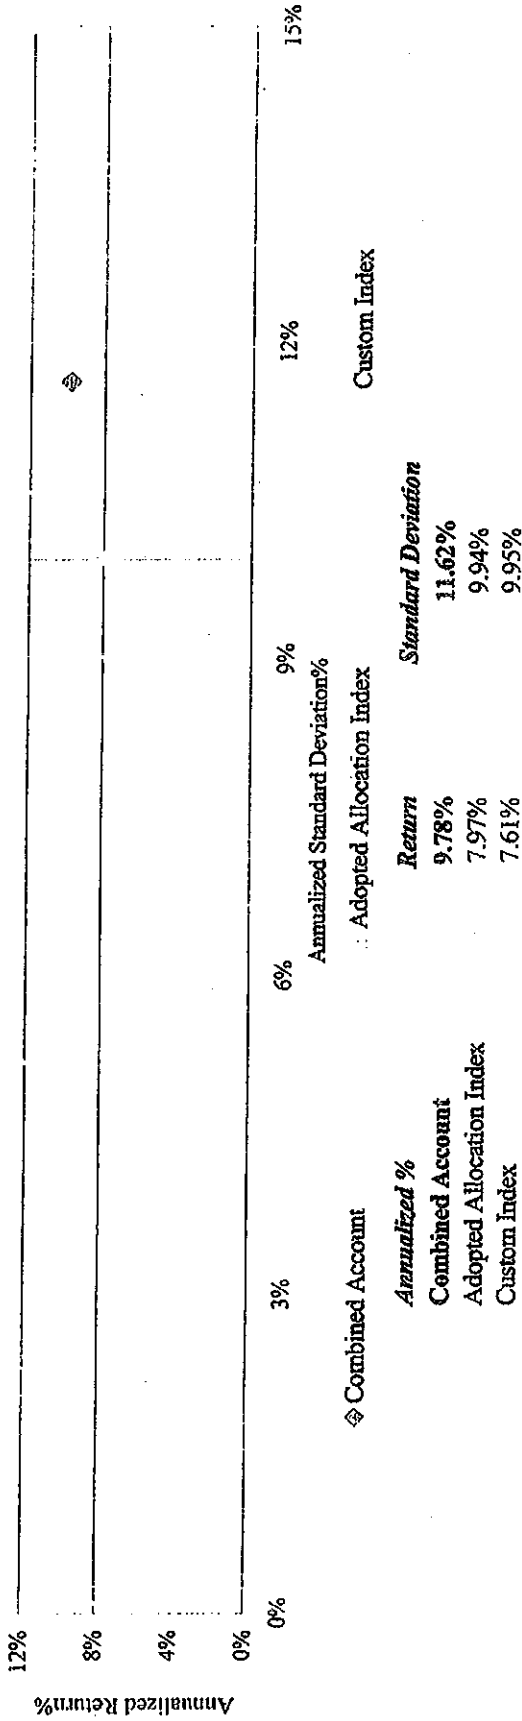 Annualized Return%
12%
8%
4%
0%
0% 3% 6% 9% 12% 15%
Annualized Standard Deviation%
Combined Account Adopted Allocation Index Custom Index
Annualized % Return Standard Deviation
Combined Account 9.78% 11.62%
Adopted Allocation Index 7.97% 9.94%
Custom Index 7.61% 9.95%